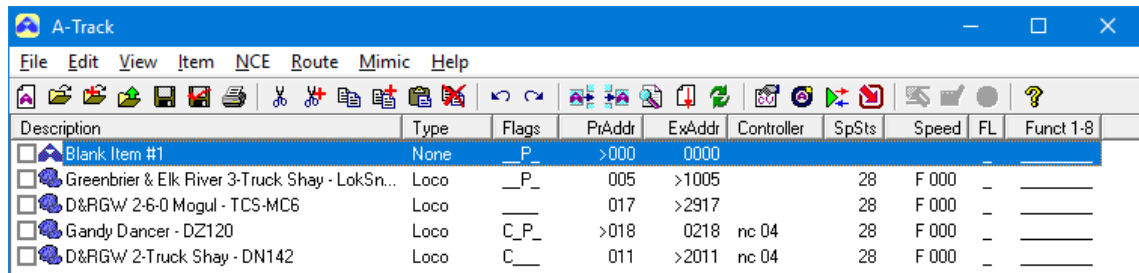 A-Track
File Edit View Item NCE Route Mimic Help
Description Type Flags PrAddr ExAddr Controller SpSts Speed FL Funct 1-8
Blank Item #1 None __P_ >000 0000 _ ________
Greenbrier & Elk River 3-Truck Shay - LokSn... Loco __P_ 005 >1005 28 F 000 _ ________
D&RGW 2-6-0 Mogul - TCS-MC6 Loco ____ 017 >2917 28 F 000 _ ________
Gandy Dancer - DZ120 Loco C_P_ >018 0218 nc 04 28 F 000 _ ________
D&RGW 2-Truck Shay - DN142 Loco C___ 011 >2011 nc 04 28 F 000 _ ________